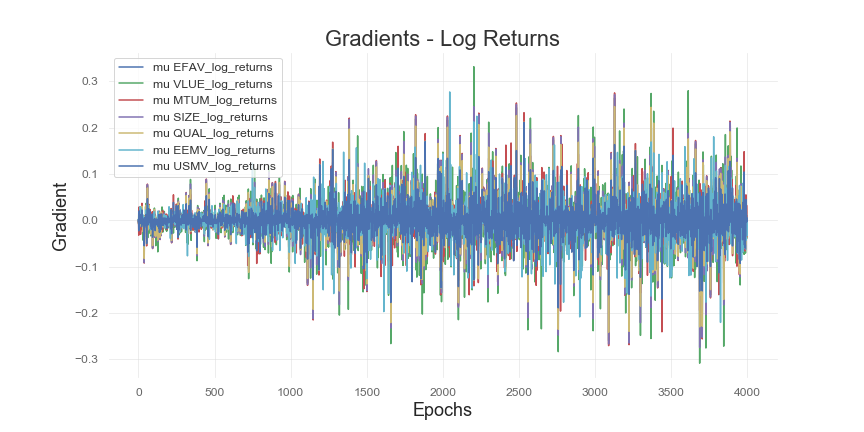 Gradients - Log Returns
mu EFAV_log_returns
mu VLUE_log_returns
mu MTUM_log_returns
mu SIZE_log_returns
mu QUAL_log_returns
mu EEMV_log_returns
mu USMV_log_returns
0.3
0.2
0.1
0.0
−0.1
−0.2
−0.3
Gradient
0 500 1000 1500 2000 2500 3000 3500 4000
Epochs